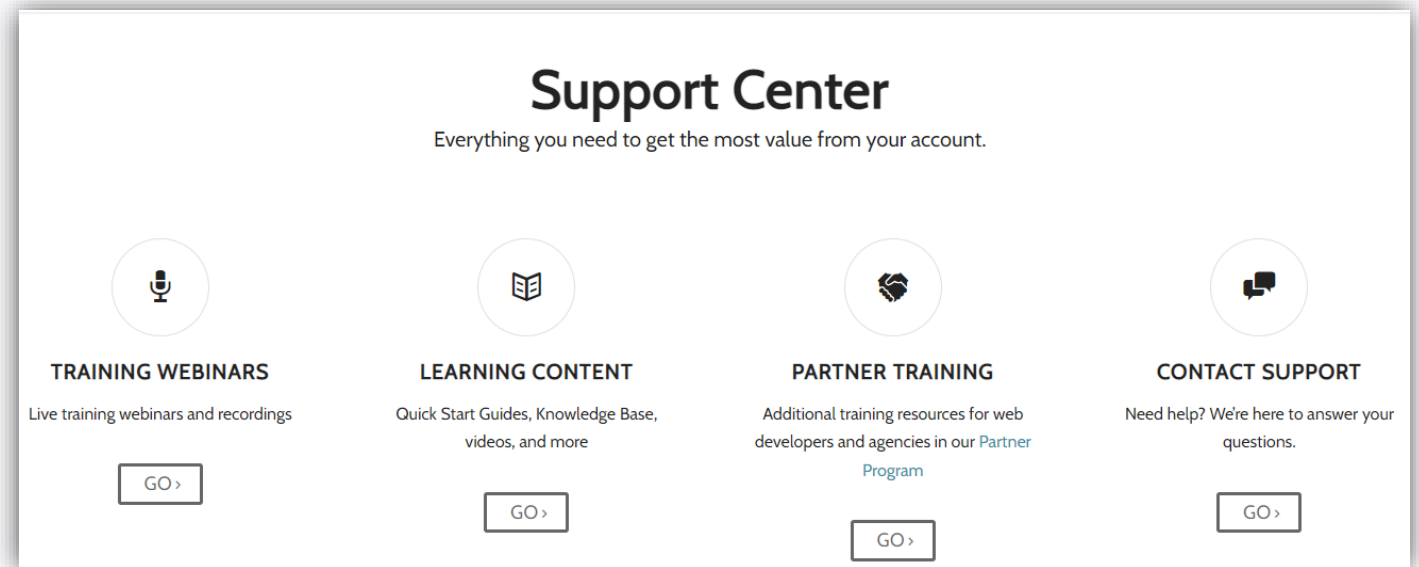 Support Center
Everything you need to get the most value from your account.
TRAINING WEBINARS
Live training webinars and recordings
GO ›
LEARNING CONTENT
Quick Start Guides, Knowledge Base,
videos, and more
GO ›
PARTNER TRAINING
Additional training resources for web
developers and agencies in our Partner
Program
GO ›
CONTACT SUPPORT
Need help? We're here to answer your
questions.
GO ›